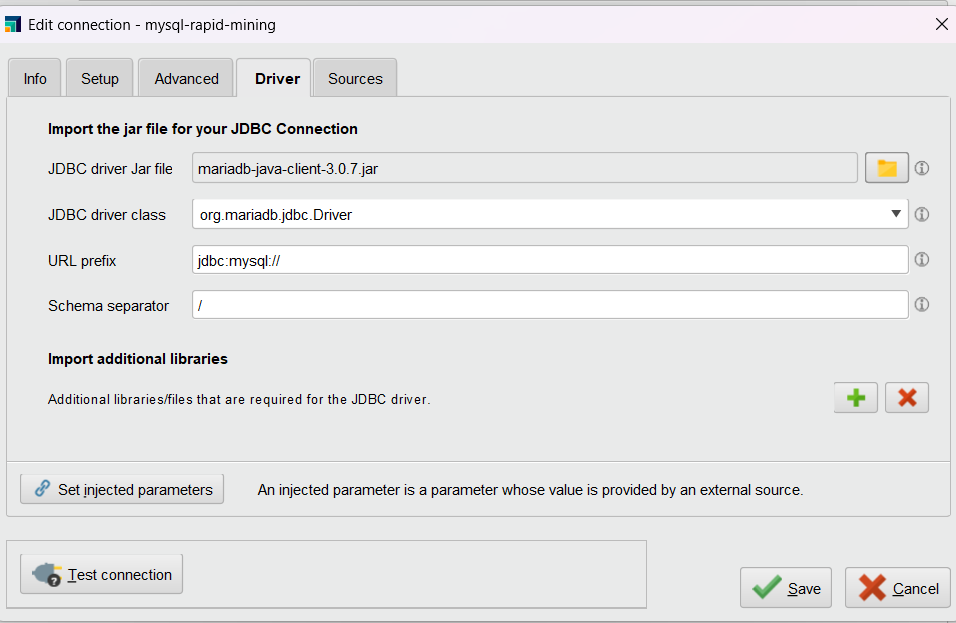 Edit connection - mysql-rapid-mining
Info Setup Advanced Driver Sources
Import the jar file for your JDBC Connection
JDBC driver Jar file mariadb-java-client-3.0.7.jar
JDBC driver class org.mariadb.jdbc.Driver
URL prefix jdbc:mysql://
Schema separator /
Import additional libraries
Additional libraries/files that are required for the JDBC driver.
Set injected parameters An injected parameter is a parameter whose value is provided by an external source.
Test connection
Save Cancel